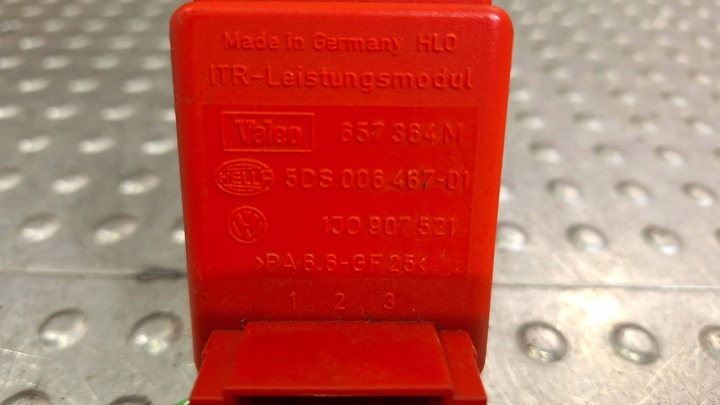 Made in Germany HLO
ITR-Leistungsmodul
Valeo 657 364 M
HELLA 5DS 006 467-01
VW 1J0 907 521
>PA 6.6-GF 25<
1 2 3